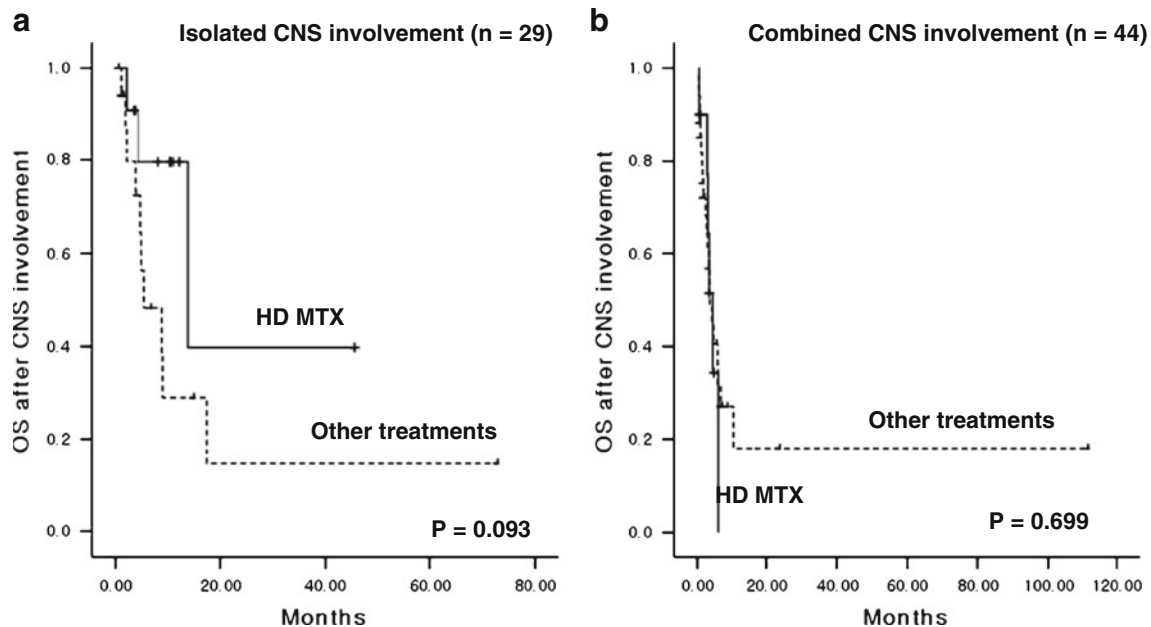 a
Isolated CNS involvement (n = 29)
OS after CNS involvement
1.0
0.8
0.6
0.4
0.2
0.0
HD MTX
Other treatments
P = 0.093
0.00 20.00 40.00 60.00 80.00
Months
b
Combined CNS involvement (n = 44)
OS after CNS involvement
1.0
0.8
0.6
0.4
0.2
0.0
Other treatments
HD MTX
P = 0.699
0.00 20.00 40.00 60.00 80.00 100.00 120.00
Months